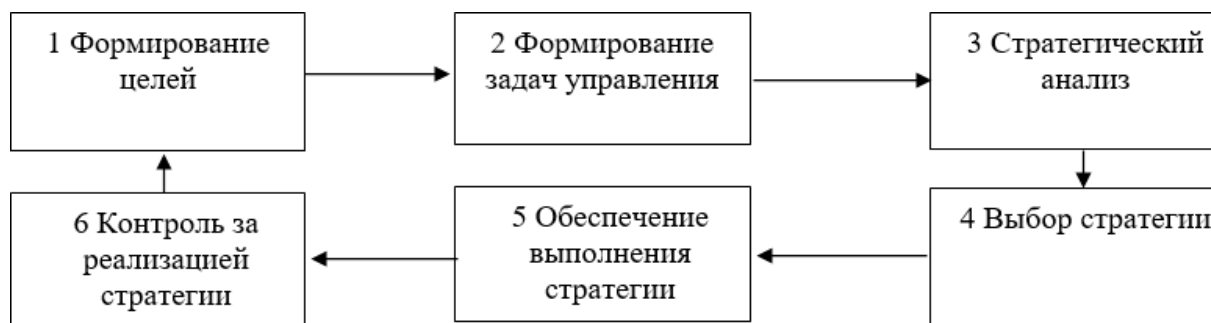 1 Формирование
целей
2 Формирование
задач управления
3 Стратегический
анализ
4 Выбор стратегии
5 Обеспечение
выполнения
стратегии
6 Контроль за
реализацией
стратегии